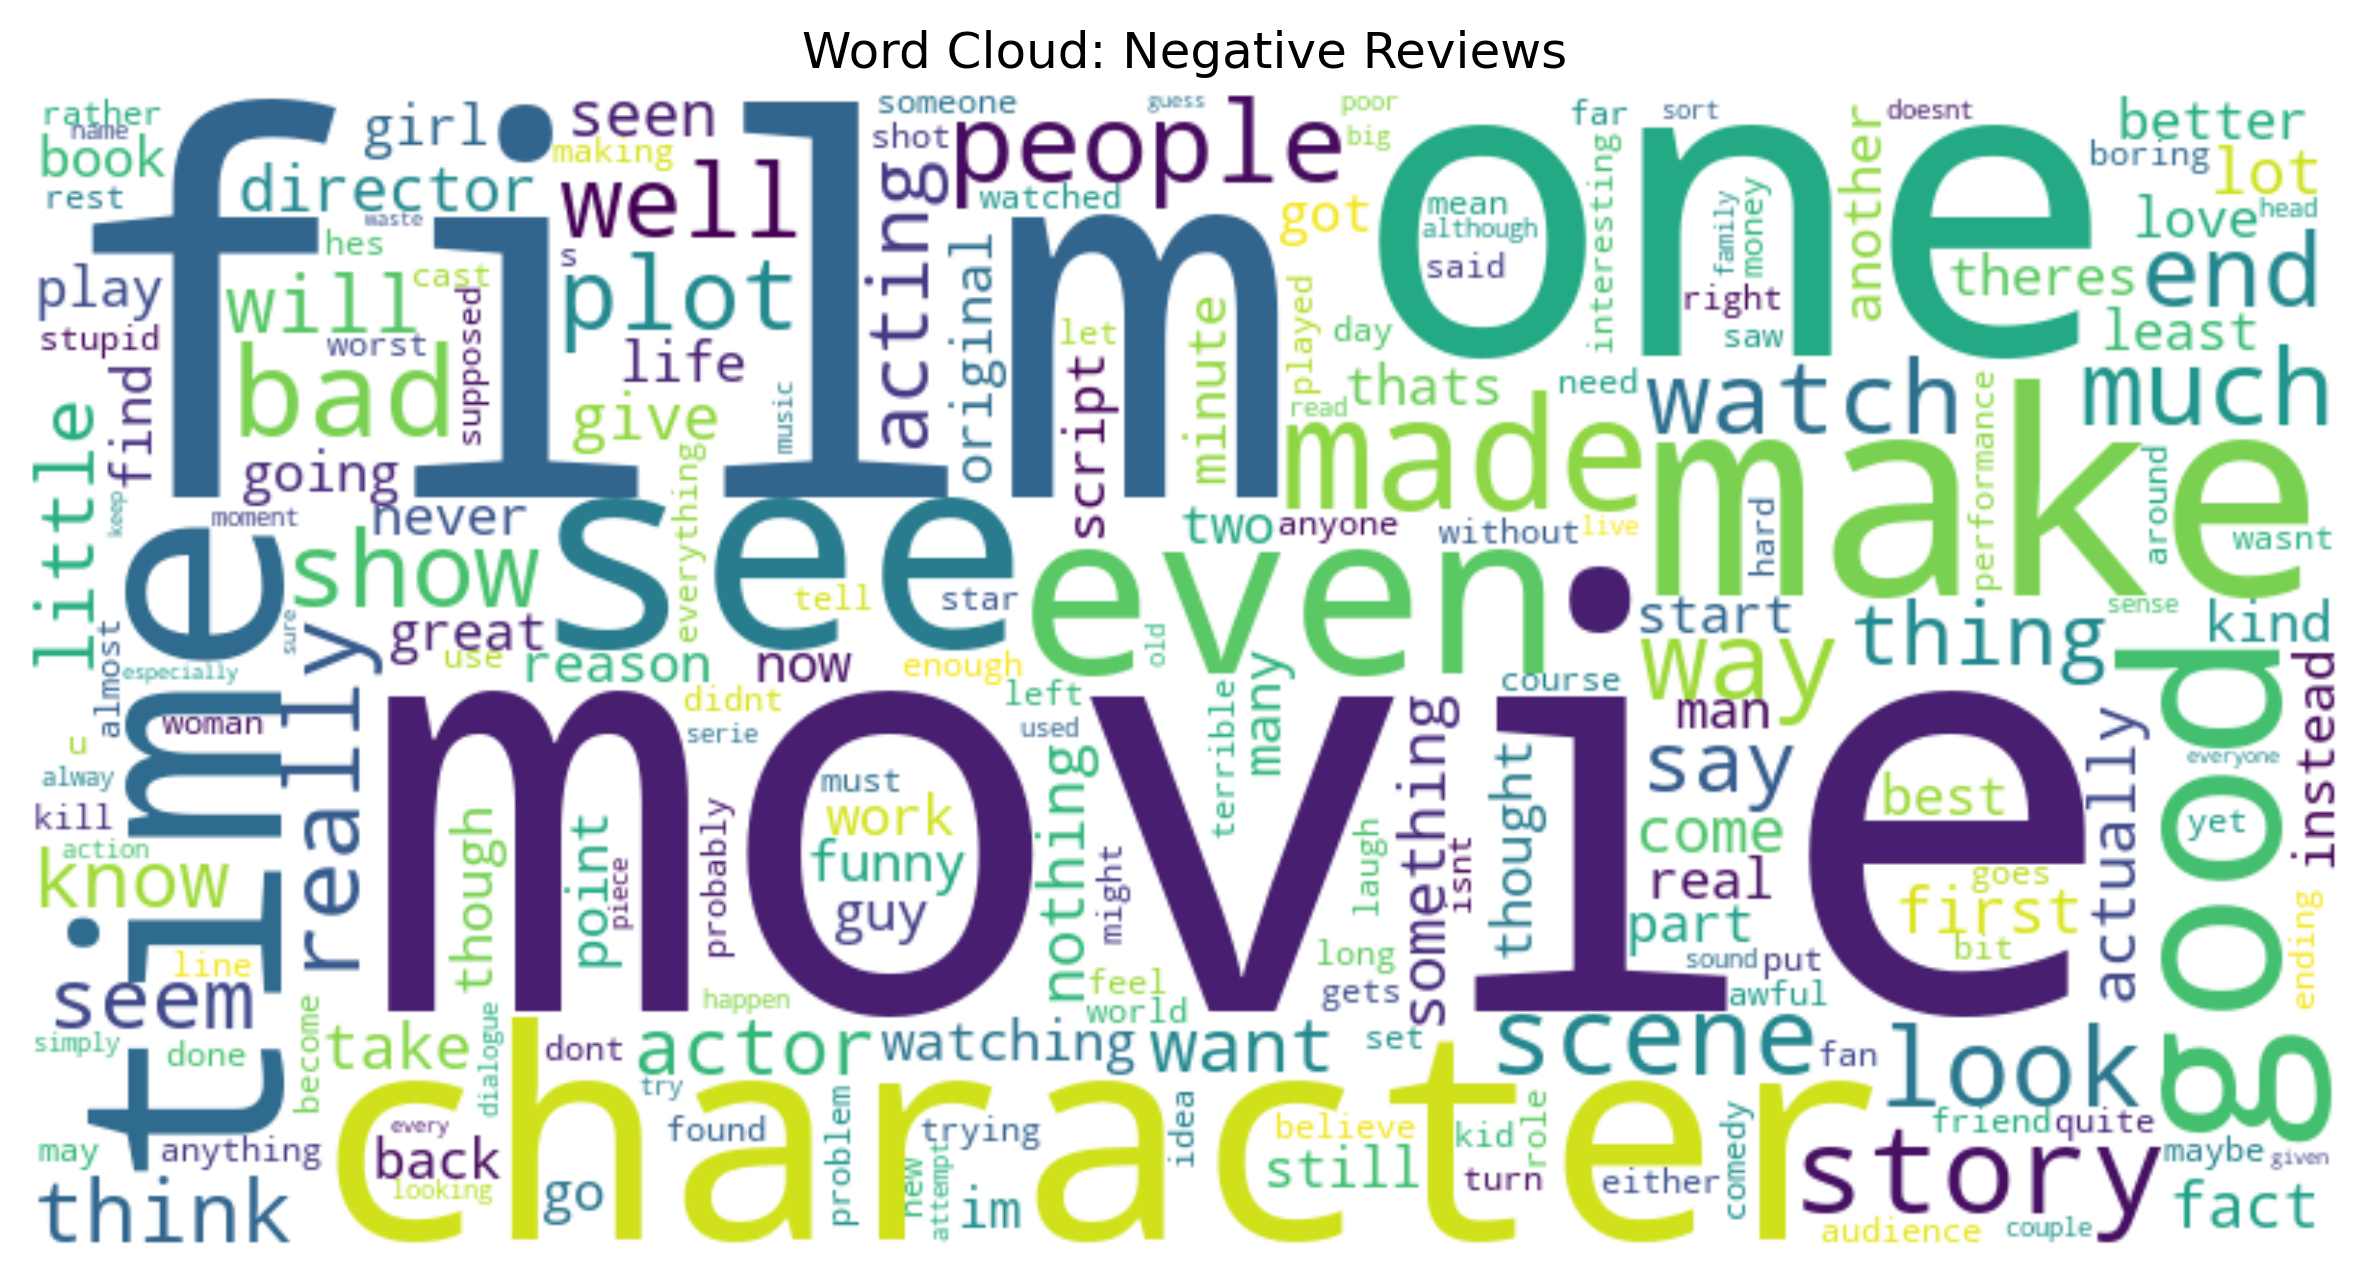 Word Cloud: Negative Reviews
rather
name
book
rest
girl
director
waste
hes
seen
making
well
someone
guess
shot
people
watched
poor
big
got
one
mean
although
said
far
sort
interesting
family
money
right
saw
another
doesnt
better
boring
lot
love
head
theres
end
least
film
play
stupid
will
cast
bad
worst
supposed
s
plot
life
give
music
acting
original
let
script
minute
played
day
read
thats
need
watch
much
made
make
performance
around
wasnt
little
find
going
keep
moment
never
show
see
everything
tell
star
two
anyone
without
live
hard
even
start
sense
kind
thing
way
time
almost
especially
sure
really
great
use
reason
now
enough
left
used
old
many
terrible
course
man
say
good
instead
everyone
yet
woman
u
alway
kill
action
know
didnt
serie
movie
must
work
funny
guy
though
point
piece
probably
nothing
might
laugh
something
isnt
thought
come
real
part
best
goes
first
bit
actually
ending
line
seem
simply
done
become
happen
feel
world
long
gets
sound
put
awful
take
dialogue
dont
actor
watching
want
set
scene
fan
look
may
anything
think
character
every
back
looking
go
try
found
problem
trying
new
attempt
im
idea
believe
still
kid
turn
role
either
comedy
friend
quite
story
audience
couple
maybe
given
fact